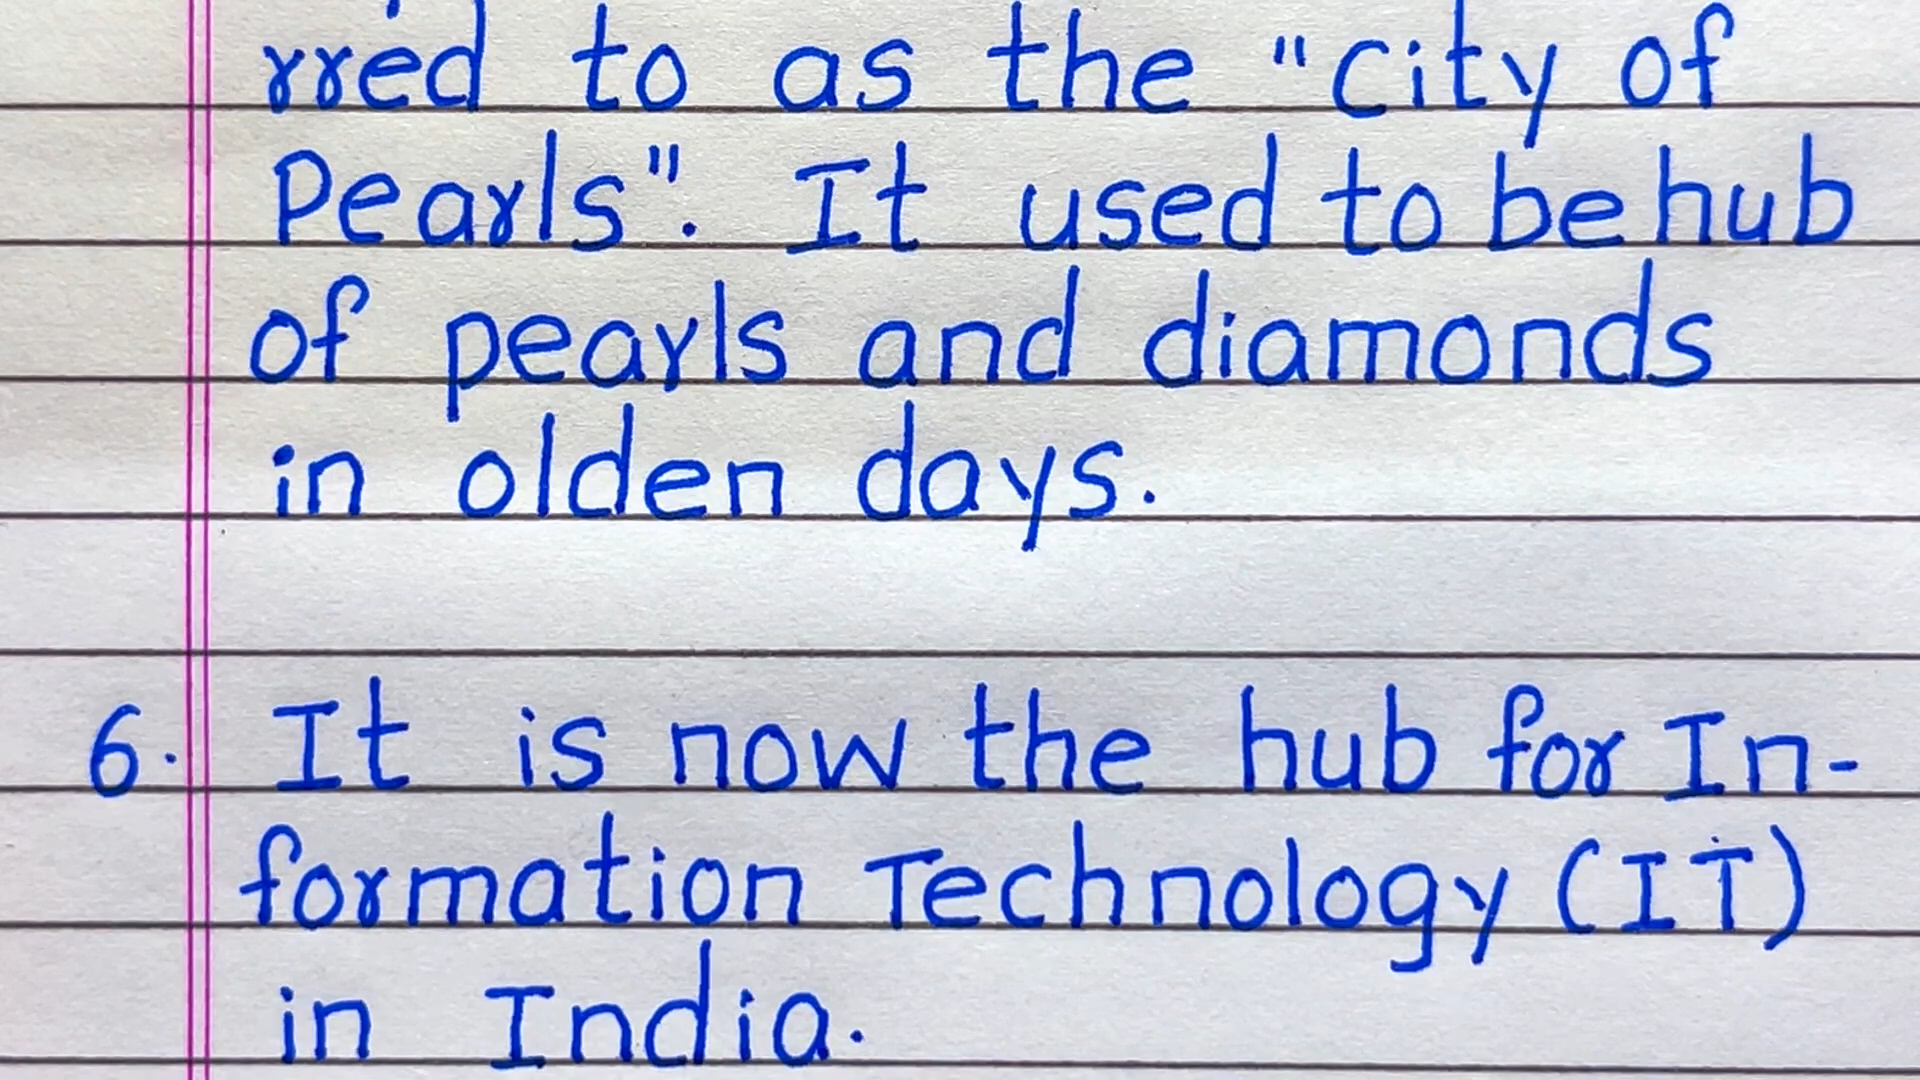 rred to as the "city of
Pearls". It used to be hub
of pearls and diamonds
in olden days.
6. It is now the hub for In-
formation Technology (IT)
in India.